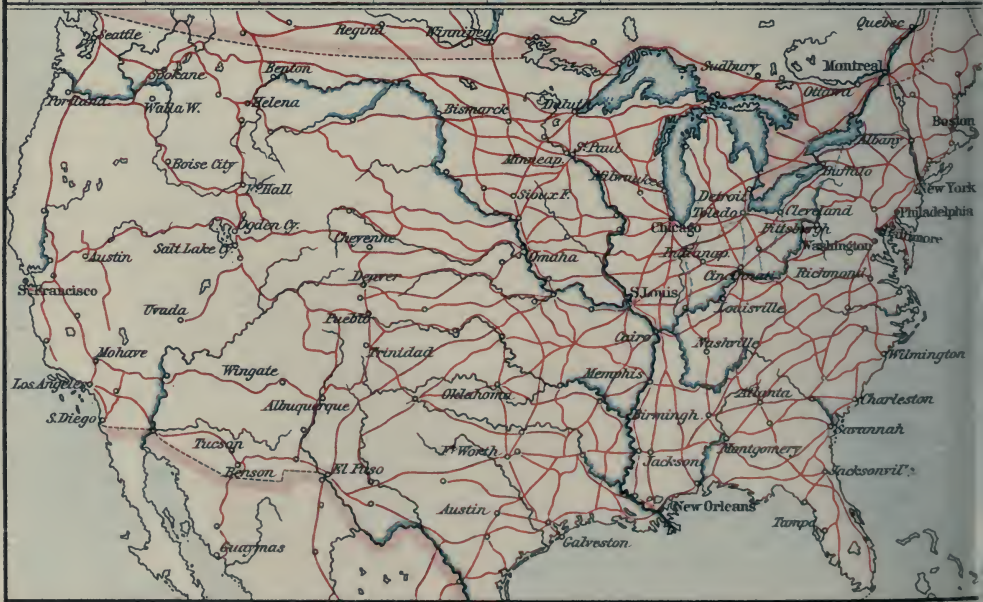 Seattle
Regina
Winnipeg
Quebec
Spokane
Benton
Sudbury
Montreal
Ottawa
Portland
Walla W.
Helena
Bismarck
Duluth
Boston
Albany
St Paul
Minneap.
Boise City
Milwaukee
Buffalo
Ft Hall
Sioux F.
Detroit
New York
Toledo
Cleveland
Philadelphia
Ogden Cy.
Cheyenne
Chicago
Pittsburgh
Baltimore
Washington
Austin
Salt Lake C.
Omaha
Indianap.
Denver
Cincinnati
Richmond
S. Francisco
S. Louis
Uvada
Pueblo
Louisville
Cairo
Nashville
Mohave
Trinidad
Wilmington
Los Angeles
Wingate
Memphis
Albuquerque
Oklahoma
Atlanta
Charleston
S. Diego
Birmingh
Savannah
Tucson
Ft Worth
Montgomery
Benson
El Paso
Jackson
Jacksonvil
Austin
New Orleans
Tampa
Guaymas
Galveston